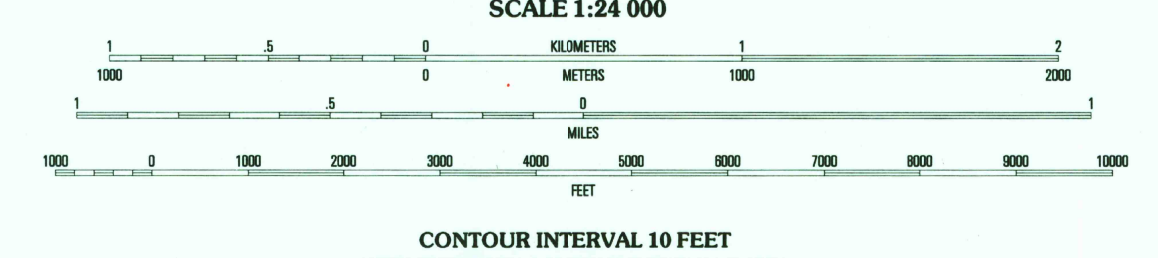 SCALE 1:24 000
1 .5 0 KILOMETERS 1 2
1000 0 METERS 1000 2000
1 .5 0 1
MILES
1000 0 1000 2000 3000 4000 5000 6000 7000 8000 9000 10000
FEET
CONTOUR INTERVAL 10 FEET